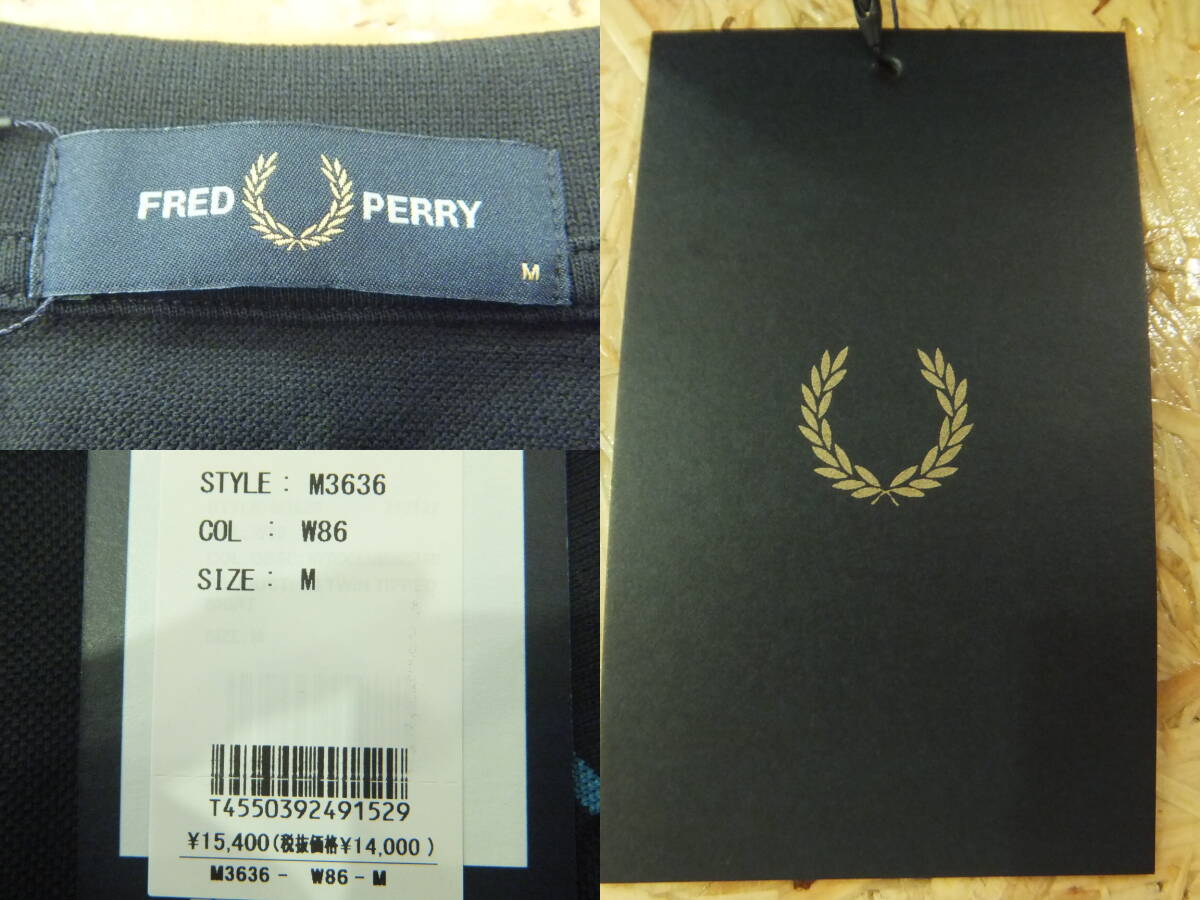 FRED PERRY
M
STYLE : M3636
COL : W86
SIZE : M
T4550392491529
¥15,400(税抜価格¥14,000 )
M3636 - W86 - M